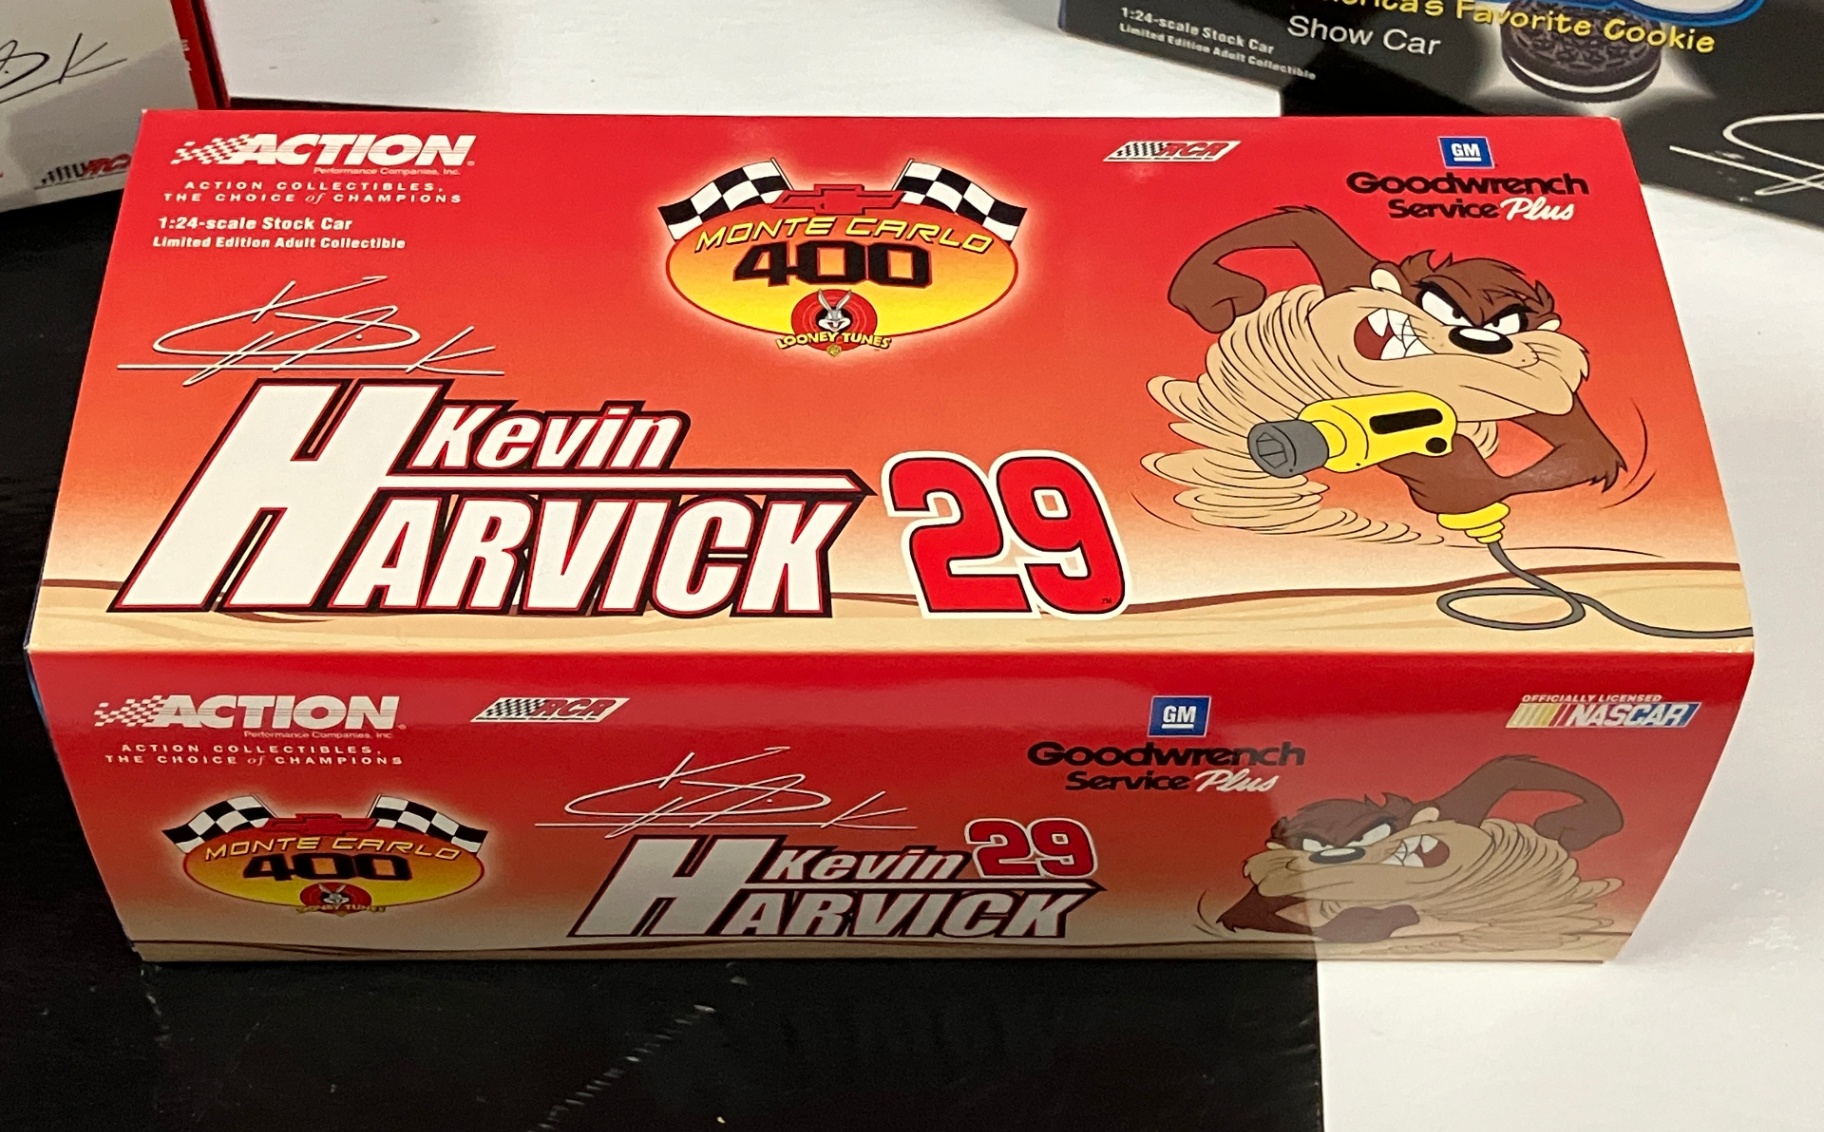 America's Favorite Cookie
1:24-scale Stock Car
Limited Edition Adult Collectible
Show Car
RCR
ACTION
Performance Companies, Inc.
ACTION COLLECTIBLES,
THE CHOICE of CHAMPIONS
1:24-scale Stock Car
Limited Edition Adult Collectible
MONTE CARLO
400
LOONEY TUNES
RCR
GM
Goodwrench
Service Plus
Kevin
HARVICK
29
ACTION
Performance Companies, Inc.
ACTION COLLECTIBLES,
THE CHOICE of CHAMPIONS
RCR
GM
Goodwrench
Service Plus
OFFICIALLY LICENSED
NASCAR
MONTE CARLO
400
LOONEY TUNES
Kevin
29
HARVICK